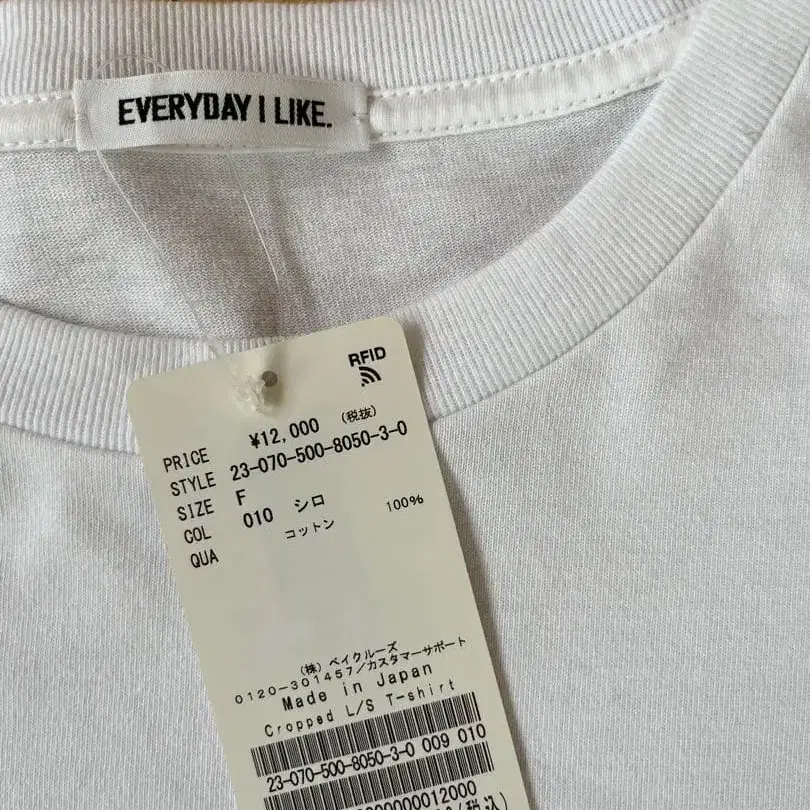 EVERYDAY I LIKE.
RFID
PRICE ¥12,000 (税抜)
STYLE 23-070-500-8050-3-0
SIZE F
COL 010 シロ
QUA コットン 100%
(株) ベイクルーズ
0120-301457/カスタマーサポート
Made in Japan
Cropped L/S T-shirt
23-070-500-8050-3-0 009 010